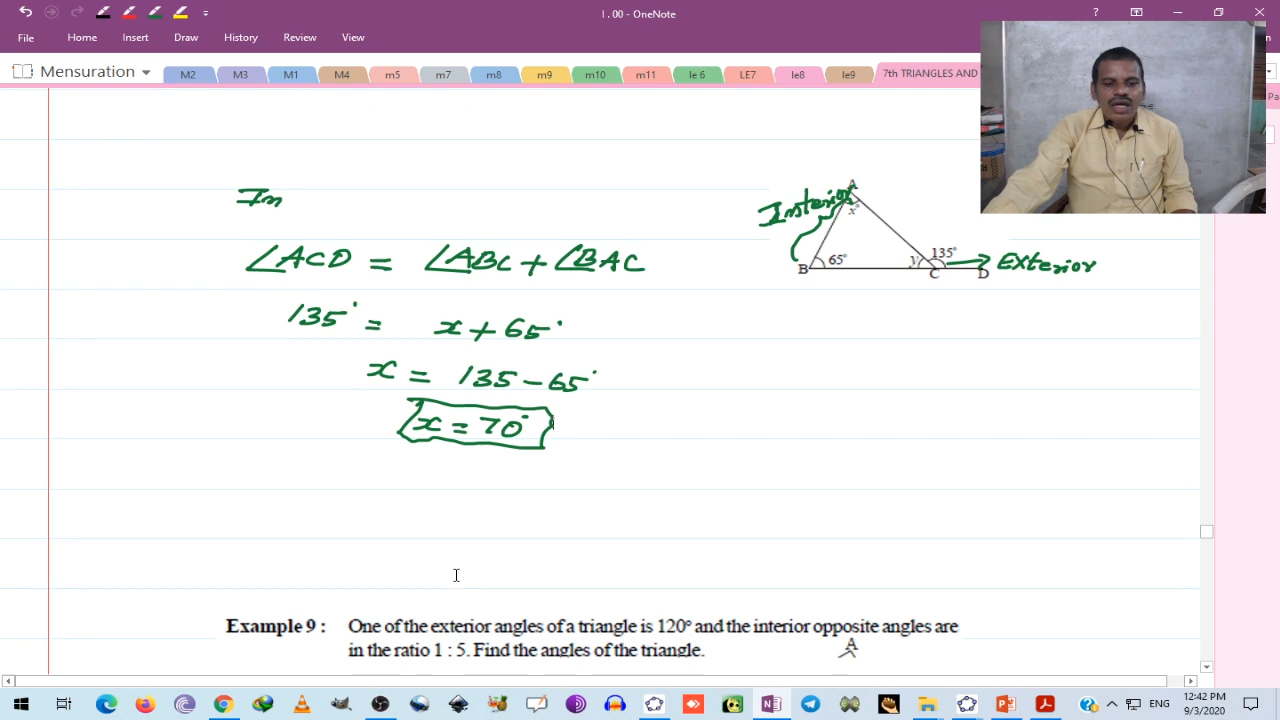 1.00 - OneNote
File Home Insert Draw History Review View
Mensuration M2 M3 M1 M4 m5 m7 m8 m9 m10 m11 le 6 LE7 le8 le9 7th TRIANGLES AND
In
∠ACD = ∠ABC + ∠BAC
135° = x + 65°
x = 135 - 65°
x = 70°
Interior
A
x°
B 65° y C 135° D
Exterior
Example 9 : One of the exterior angles of a triangle is 120° and the interior opposite angles are
in the ratio 1 : 5. Find the angles of the triangle.
A
ENG
12:42 PM
9/3/2020